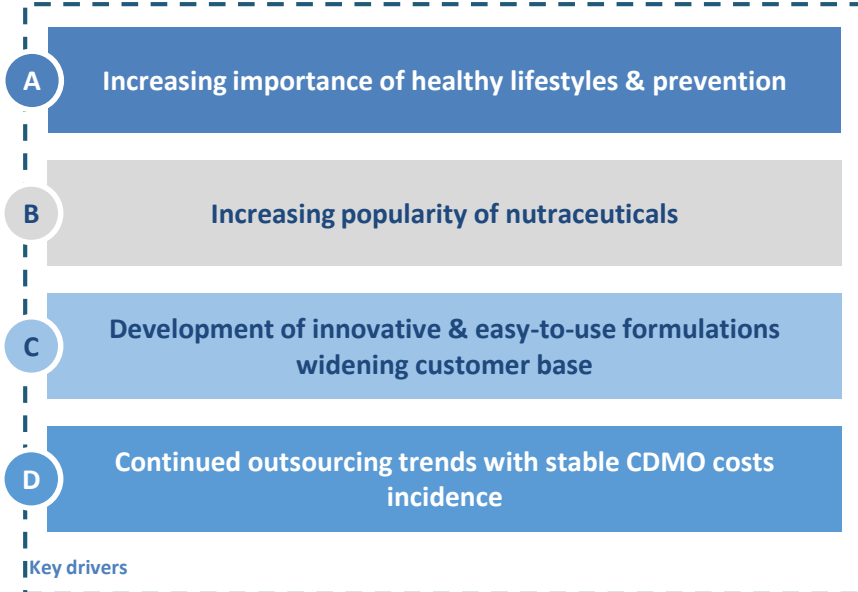 A
Increasing importance of healthy lifestyles & prevention
B
Increasing popularity of nutraceuticals
C
Development of innovative & easy-to-use formulations
widening customer base
D
Continued outsourcing trends with stable CDMO costs
incidence
Key drivers